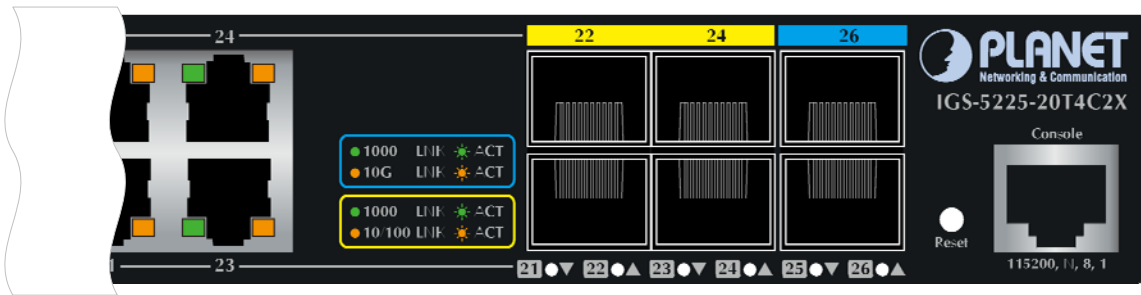 24
22 24 26
PLANET
Networking & Communication
IGS-5225-20T4C2X
Console
1000 LNK ACT
10G LNK ACT
1000 LNK ACT
10/100 LNK ACT
Reset
115200, N, 8, 1
23
21 22 23 24 25 26